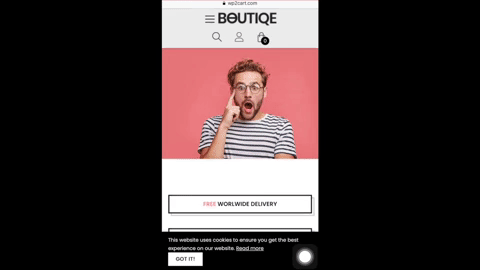 wp2cart.com
BOUTIQE
0
FREE WORLWIDE DELIVERY
This website uses cookies to ensure you get the best
experience on our website. Read more
GOT IT!